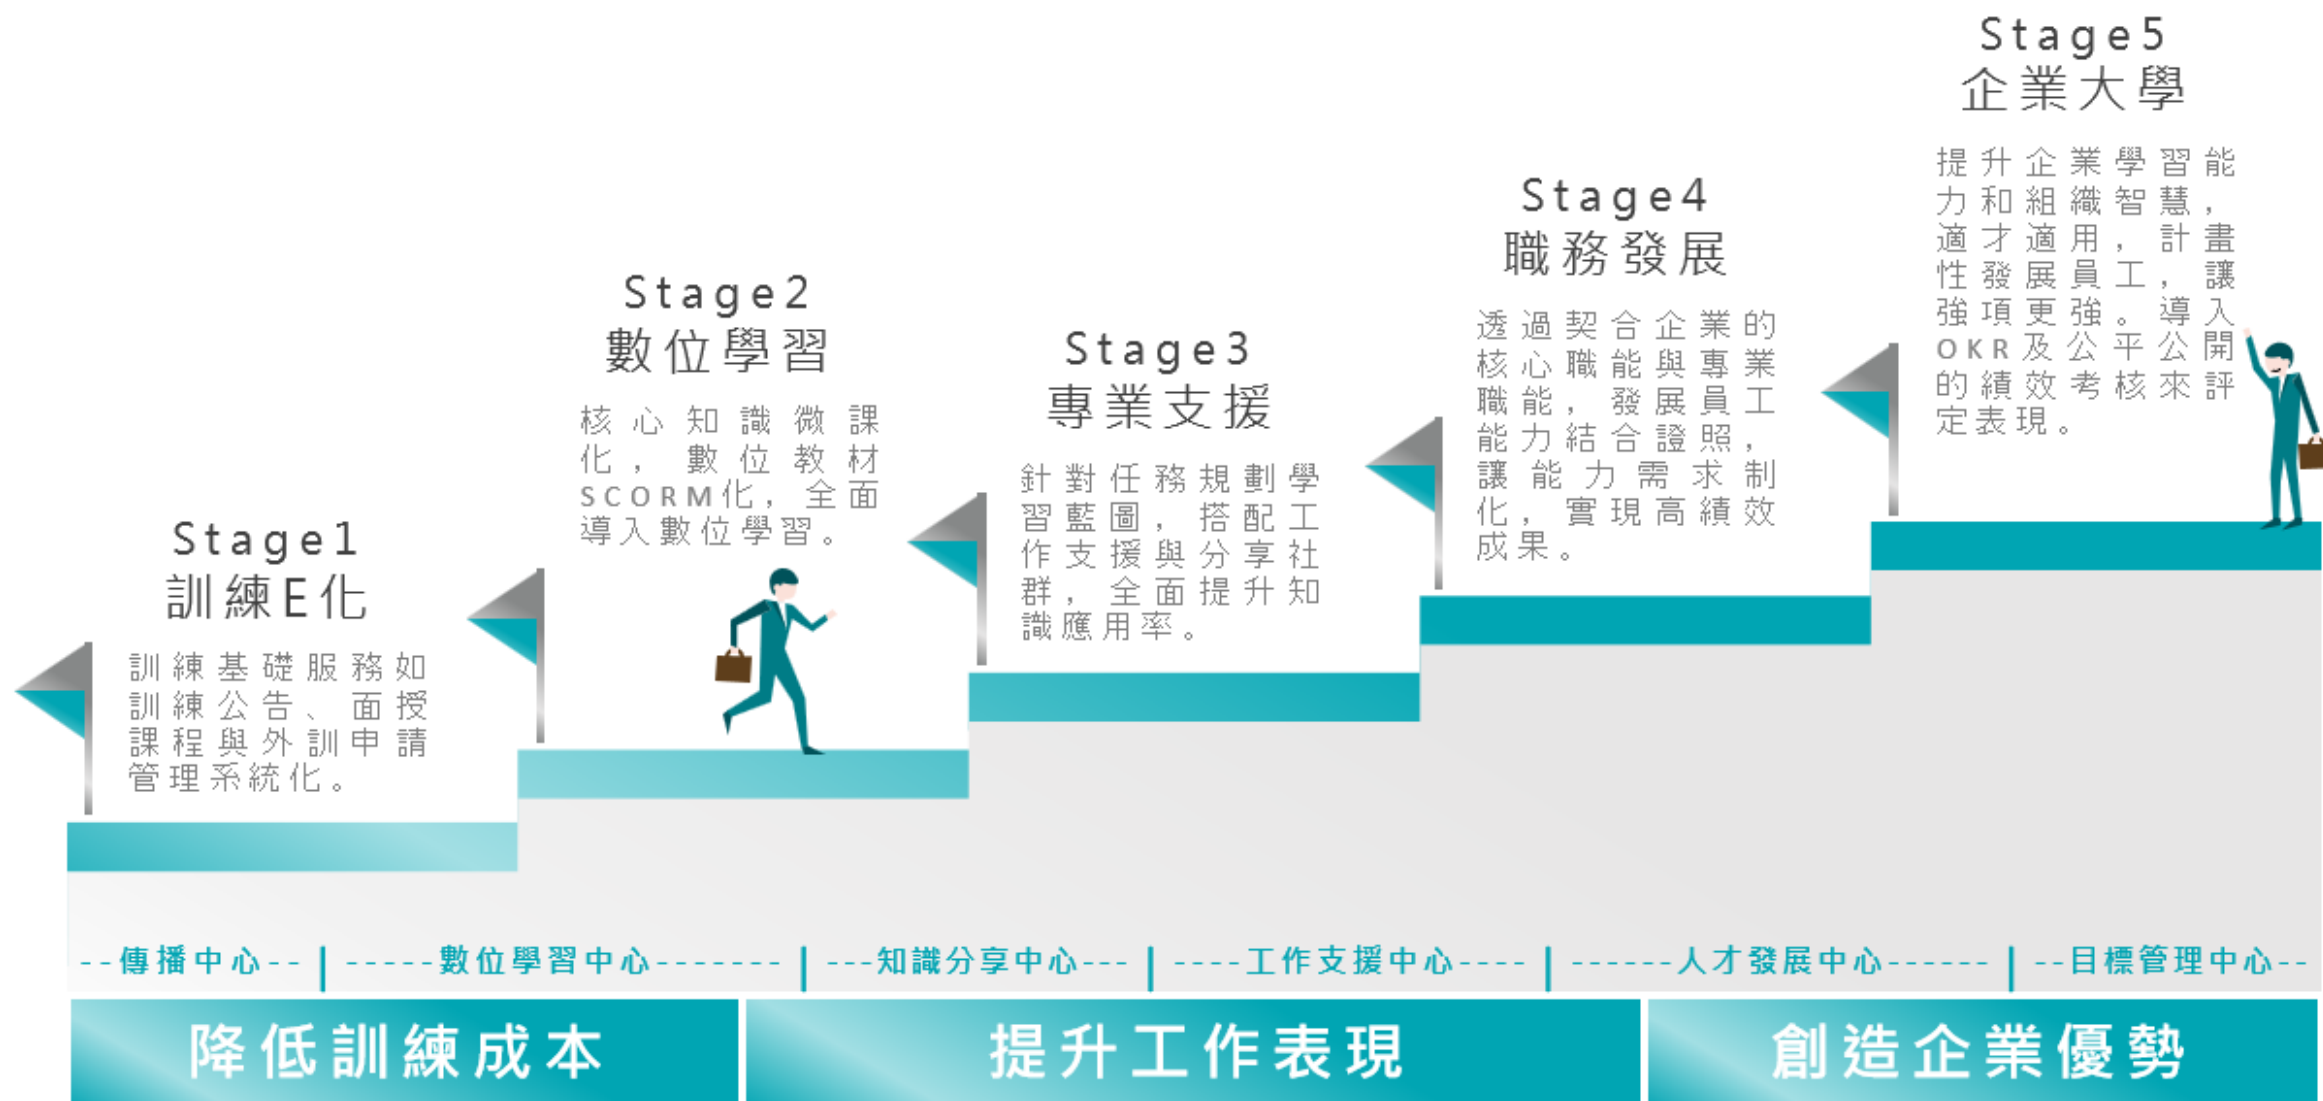 Stage1
訓練E化
訓練基礎服務如
訓練公告、面授
課程與外訓申請
管理系統化。
Stage2
數位學習
核心知識微課
化，數位教材
SCORM化，全面
導入數位學習。
Stage3
專業支援
針對任務規劃學
習藍圖，搭配工
作支援與分享社
群，全面提升知
識應用率。
Stage4
職務發展
透過契合企業的
核心職能與專業
職能，發展員工
能力結合證照，
讓能力需求制
化，實現高績效
成果。
Stage5
企業大學
提升企業學習能
力和組織智慧，
適才適用，計畫
性發展員工，讓
強項更強。導入
OKR及公平公開
的績效考核來評
定表現。
--傳播中心-- | -----數位學習中心------- | ---知識分享中心--- | ----工作支援中心---- | ------人才發展中心------ | --目標管理中心--
降低訓練成本
提升工作表現
創造企業優勢